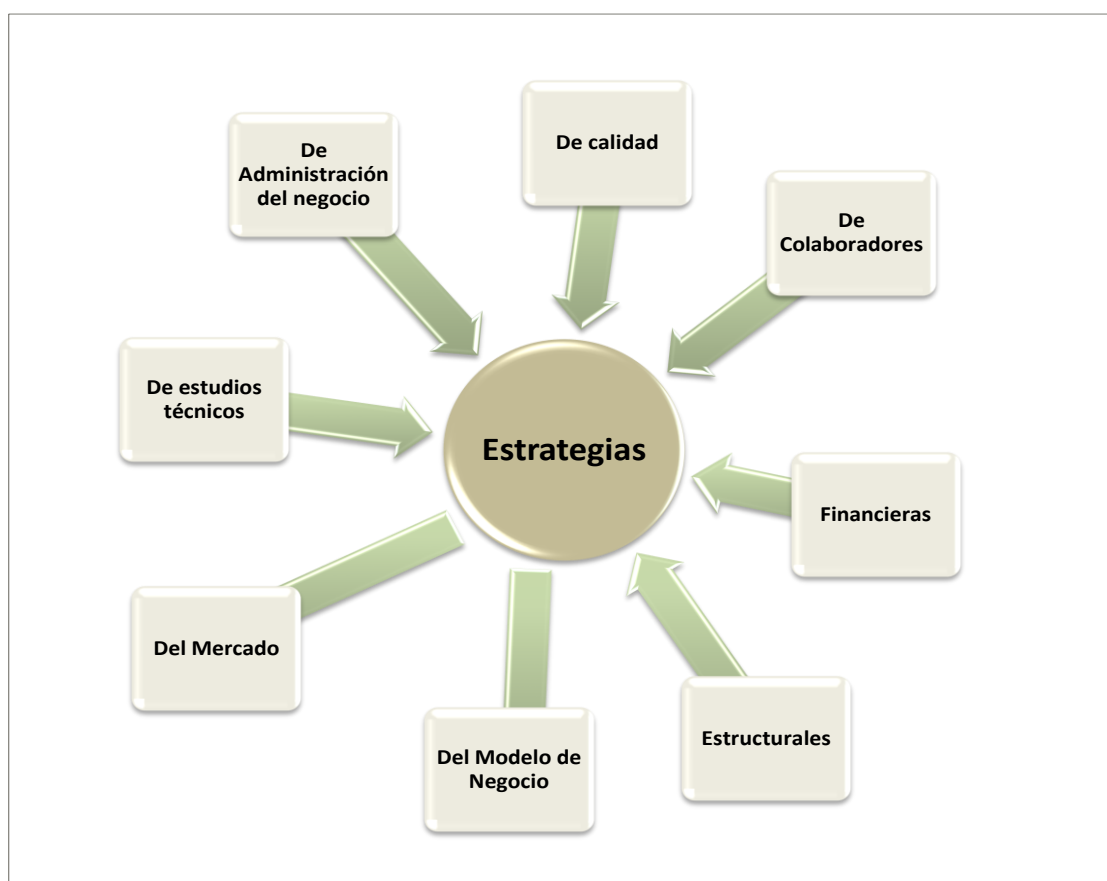 De calidad
De
Administración
del negocio
De
Colaboradores
De estudios
técnicos
Estrategias
Financieras
Del Mercado
Estructurales
Del Modelo de
Negocio